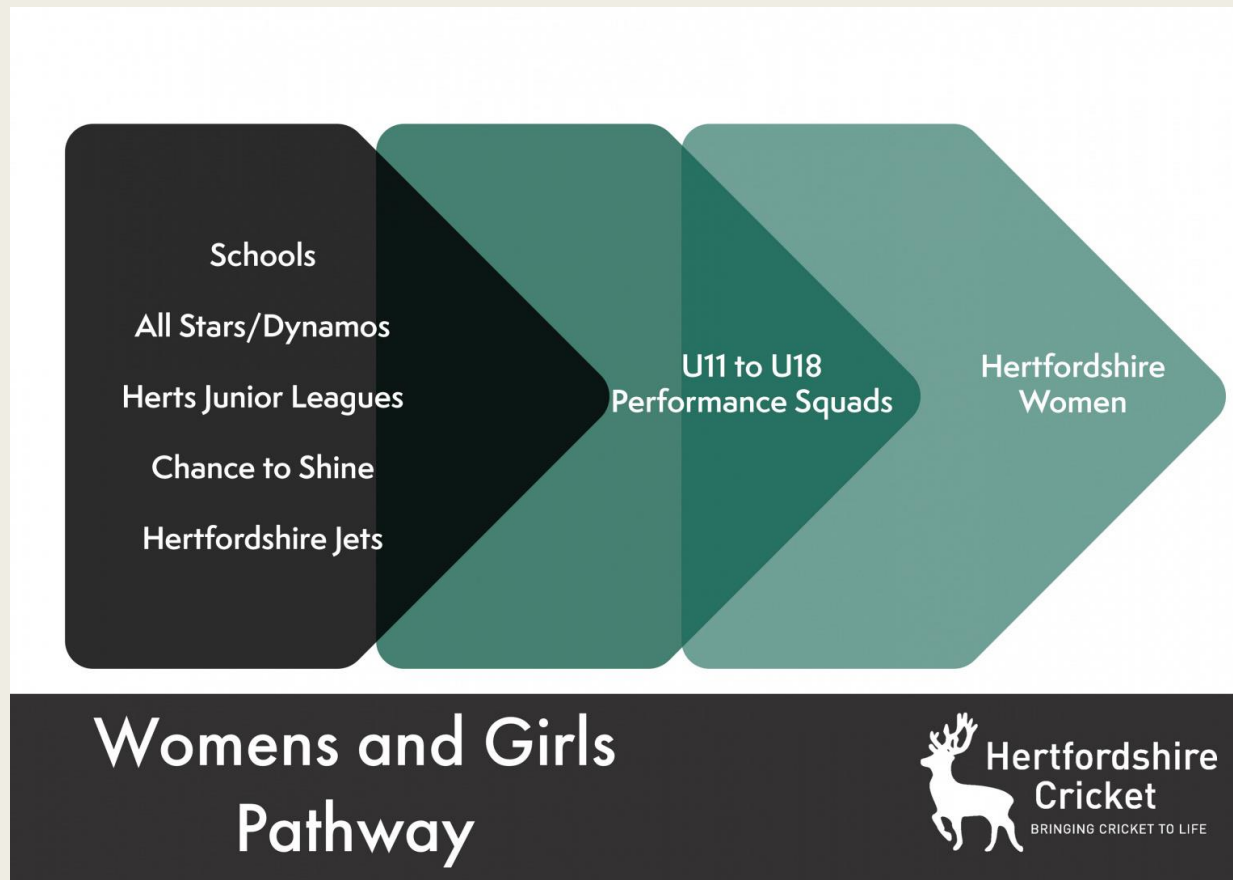 Schools
All Stars/Dynamos
Herts Junior Leagues
Chance to Shine
Hertfordshire Jets
U11 to U18
Performance Squads
Hertfordshire
Women
Womens and Girls
Pathway
Hertfordshire
Cricket
BRINGING CRICKET TO LIFE